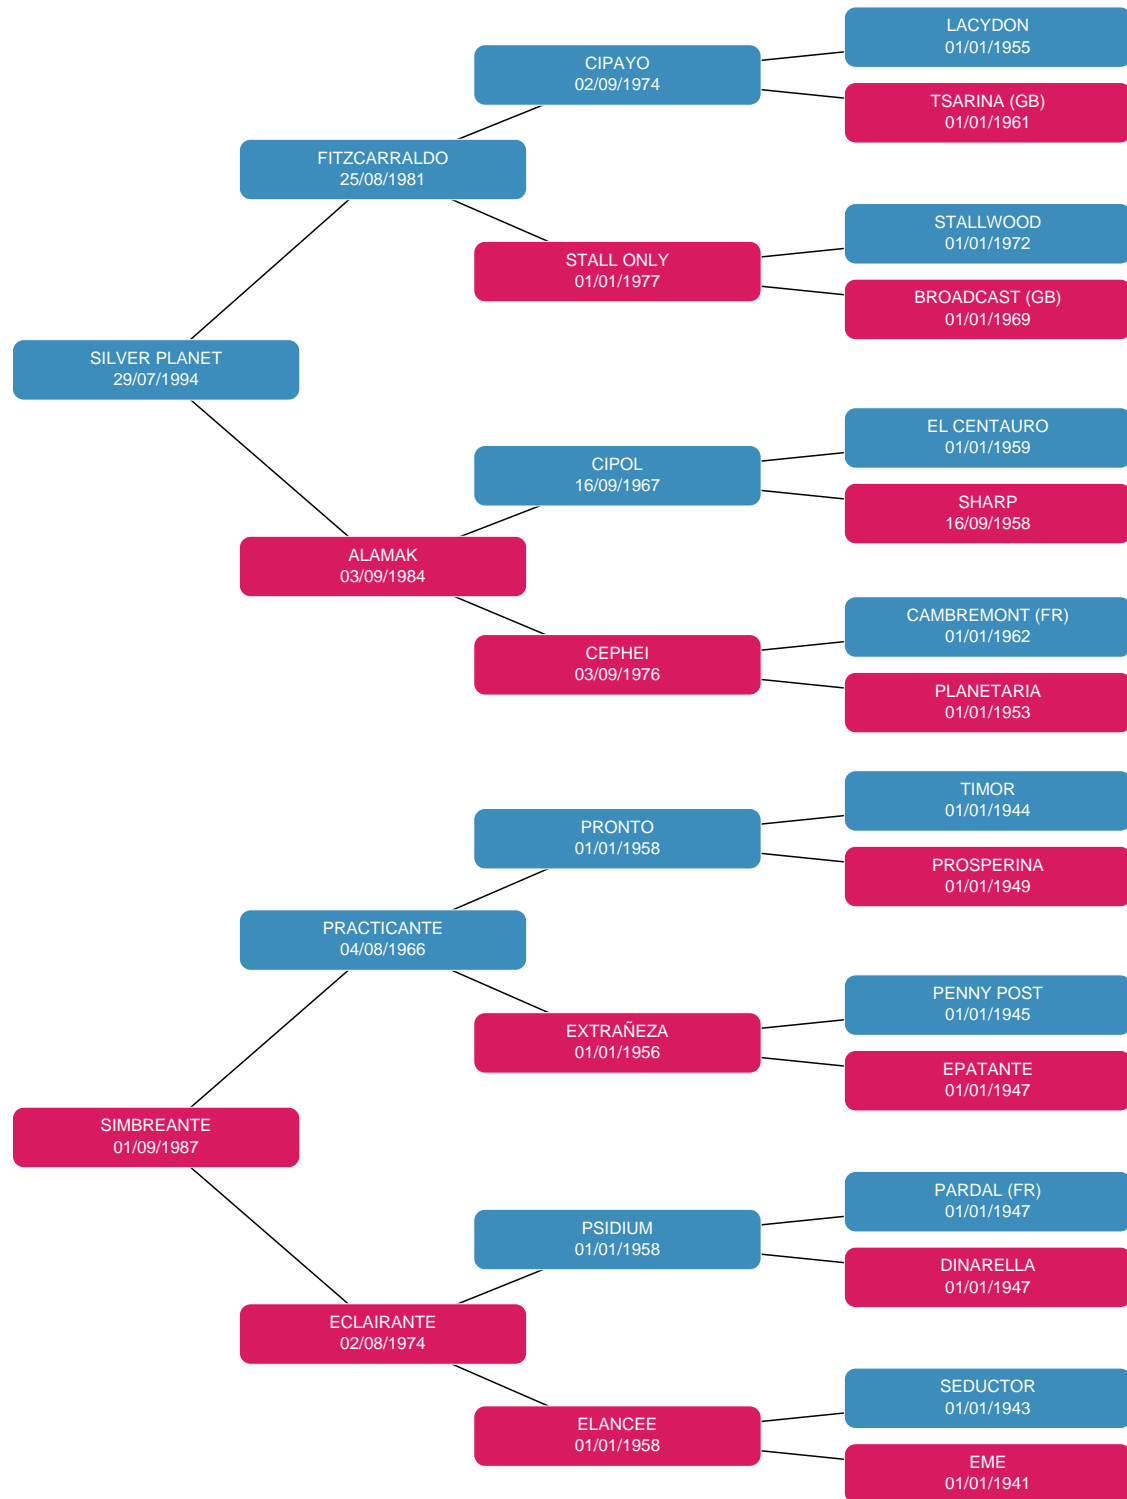 LACYDON
01/01/1955
CIPAYO
02/09/1974
TSARINA (GB)
01/01/1961
FITZCARRALDO
25/08/1981
STALLWOOD
01/01/1972
STALL ONLY
01/01/1977
BROADCAST (GB)
01/01/1969
SILVER PLANET
29/07/1994
EL CENTAURO
01/01/1959
CIPOL
16/09/1967
SHARP
16/09/1958
ALAMAK
03/09/1984
CAMBREMONT (FR)
01/01/1962
CEPHEI
03/09/1976
PLANETARIA
01/01/1953
TIMOR
01/01/1944
PRONTO
01/01/1958
PROSPERINA
01/01/1949
PRACTICANTE
04/08/1966
PENNY POST
01/01/1945
EXTRAÑEZA
01/01/1956
EPATANTE
01/01/1947
SIMBREANTE
01/09/1987
PARDAL (FR)
01/01/1947
PSIDIUM
01/01/1958
DINARELLA
01/01/1947
ECLAIRANTE
02/08/1974
SEDUCTOR
01/01/1943
ELANCEE
01/01/1958
EME
01/01/1941